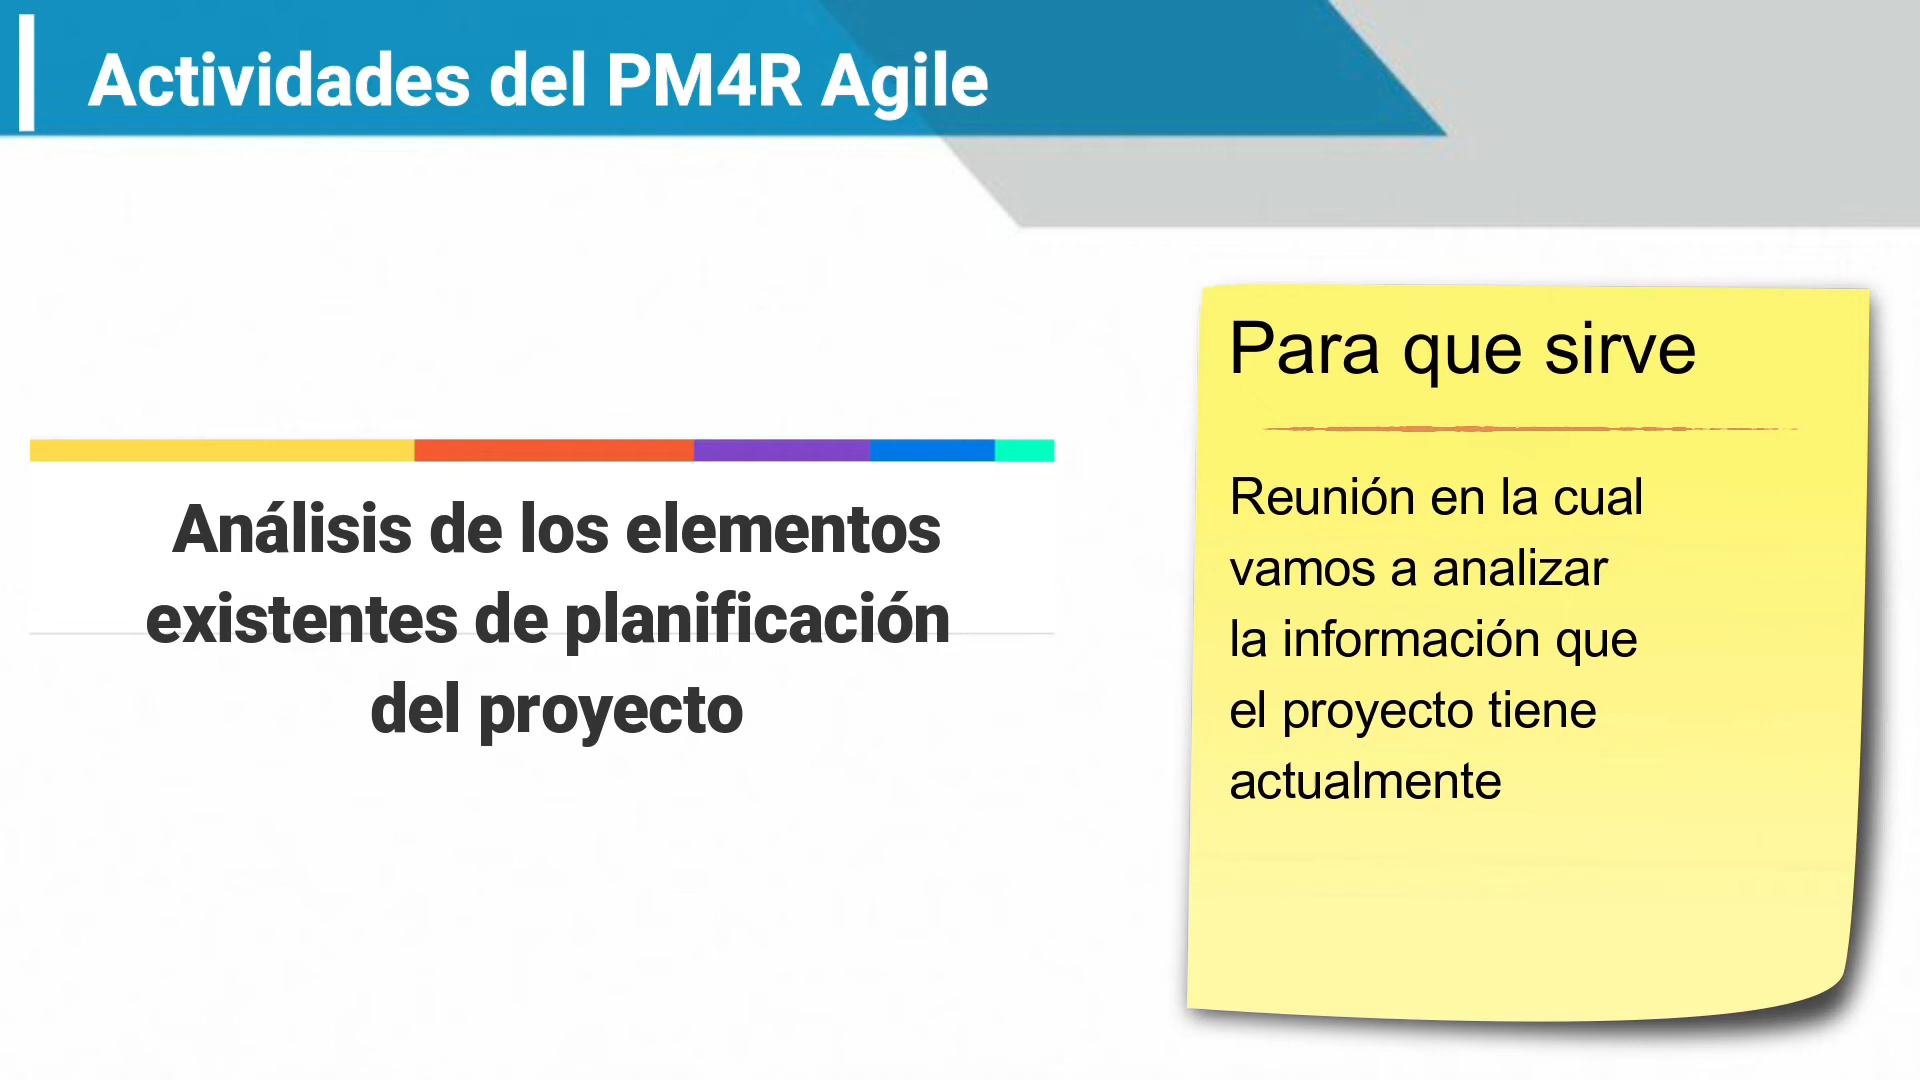 Actividades del PM4R Agile
Análisis de los elementos
existentes de planificación
del proyecto
Para que sirve
Reunión en la cual
vamos a analizar
la información que
el proyecto tiene
actualmente